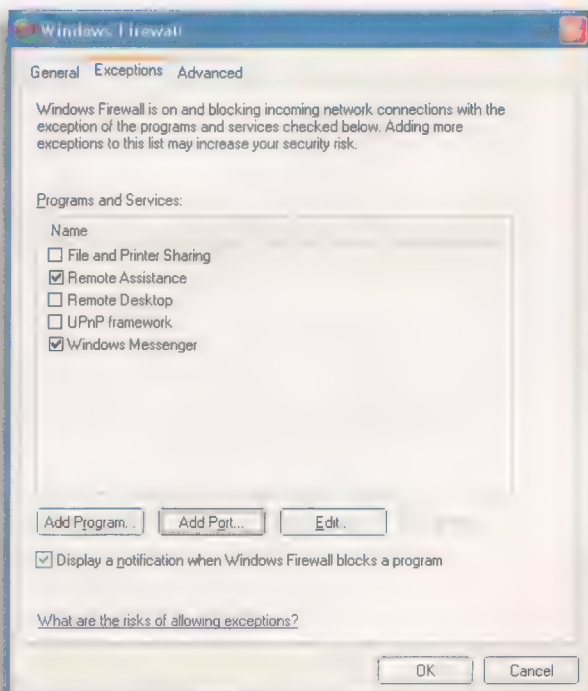 Windows Firewall
General Exceptions Advanced
Windows Firewall is on and blocking incoming network connections with the
exception of the programs and services checked below. Adding more
exceptions to this list may increase your security risk.
Programs and Services:
Name
File and Printer Sharing
Remote Assistance
Remote Desktop
UPnP framework
Windows Messenger
Add Program... Add Port... Edit...
Display a notification when Windows Firewall blocks a program
What are the risks of allowing exceptions?
OK Cancel